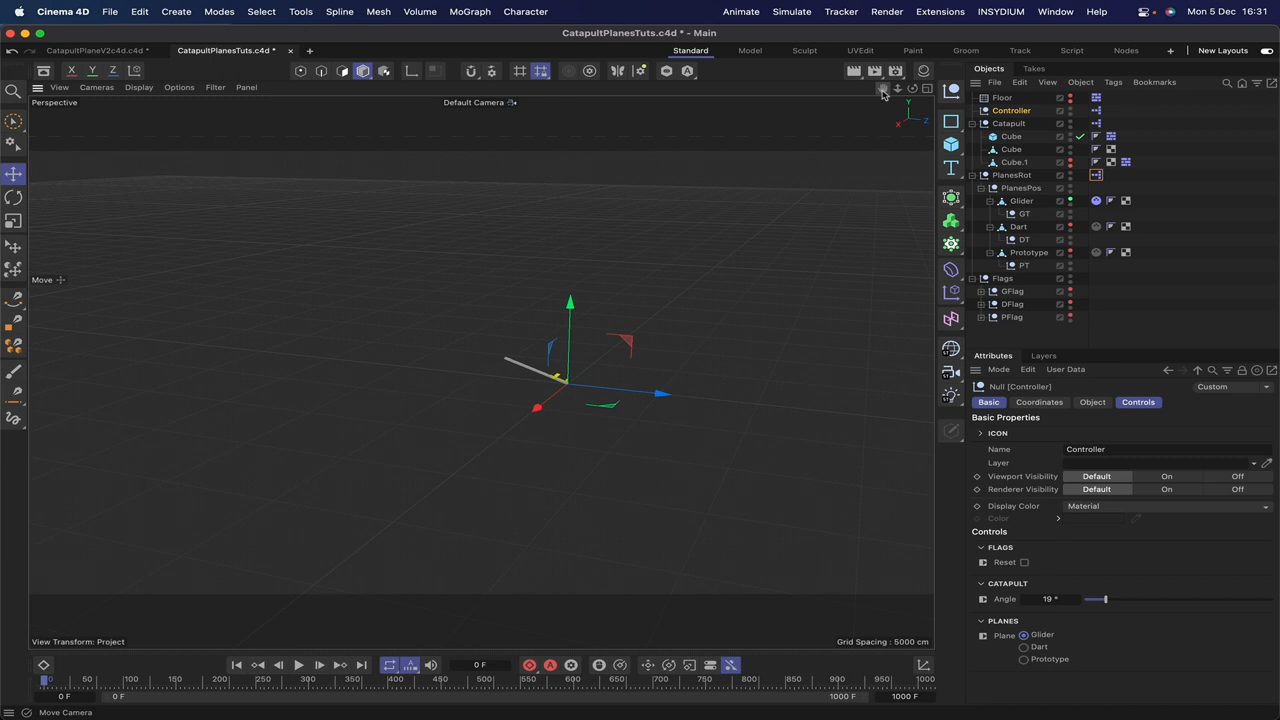 Cinema 4D File Edit Create Modes Select Tools Spline Mesh Volume MoGraph Character Animate Simulate Tracker Render Extensions INSYDIUM Window Help Mon 5 Dec 16:31
CatapultPlanesTuts.c4d * - Main
CatapultPlaneV2c4d.c4d * CatapultPlanesTuts.c4d * Standard Model Sculpt UVEdit Paint Groom Track Script Nodes New Layouts
X Y Z
View Cameras Display Options Filter Panel
Perspective
Default Camera
Y
X
Z
Move
View Transform: Project
Grid Spacing : 5000 cm
Objects Takes
File Edit View Object Tags Bookmarks
Floor
Controller
Catapult
Cube
Cube
Cube.1
PlanesRot
PlanesPos
Glider
GT
Dart
DT
Prototype
PT
Flags
GFlag
DFlag
PFlag
Attributes Layers
Mode Edit User Data
Null [Controller] Custom
Basic Coordinates Object Controls
Basic Properties
ICON
Name Controller
Layer
Viewport Visibility Default On Off
Renderer Visibility Default On Off
Display Color Material
Color
Controls
FLAGS
Reset
CATAPULT
Angle 19 °
PLANES
Plane Glider
Dart
Prototype
0 F
0 50 100 150 200 250 300 350 400 450 500 550 600 650 700 750 800 850 900 950 1000
0 F 0 F 1000 F 1000 F
Move Camera